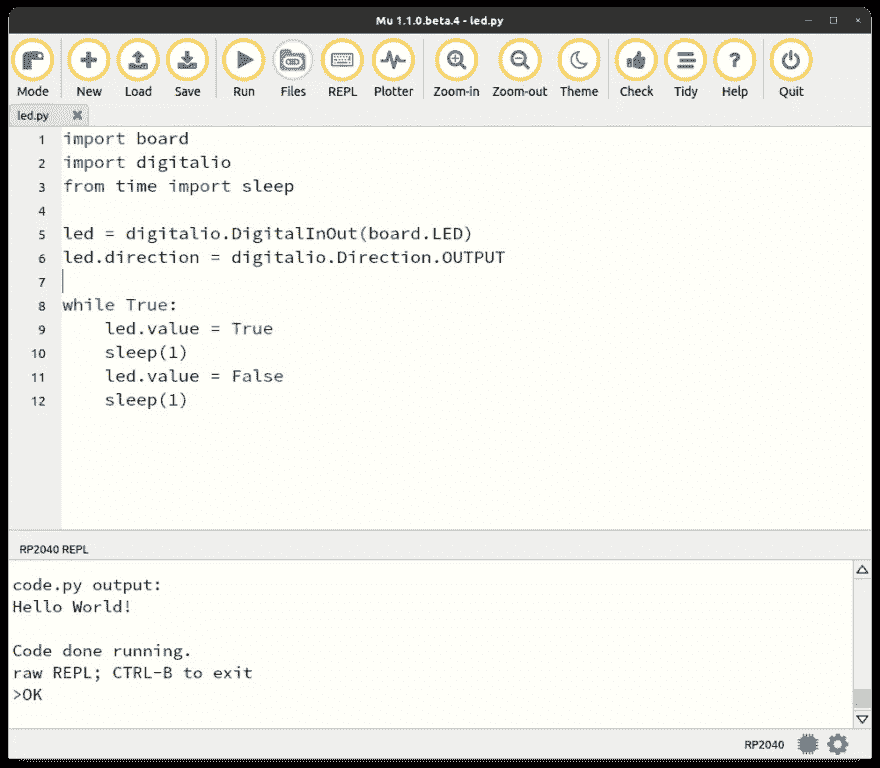 Mu 1.1.0.beta.4 - led.py
Mode New Load Save Run Files REPL Plotter Zoom-in Zoom-out Theme Check Tidy Help Quit
led.py
1 import board
2 import digitalio
3 from time import sleep
4
5 led = digitalio.DigitalInOut(board.LED)
6 led.direction = digitalio.Direction.OUTPUT
7
8 while True:
9     led.value = True
10     sleep(1)
11     led.value = False
12     sleep(1)
RP2040 REPL
code.py output:
Hello World!
Code done running.
raw REPL; CTRL-B to exit
>OK
RP2040